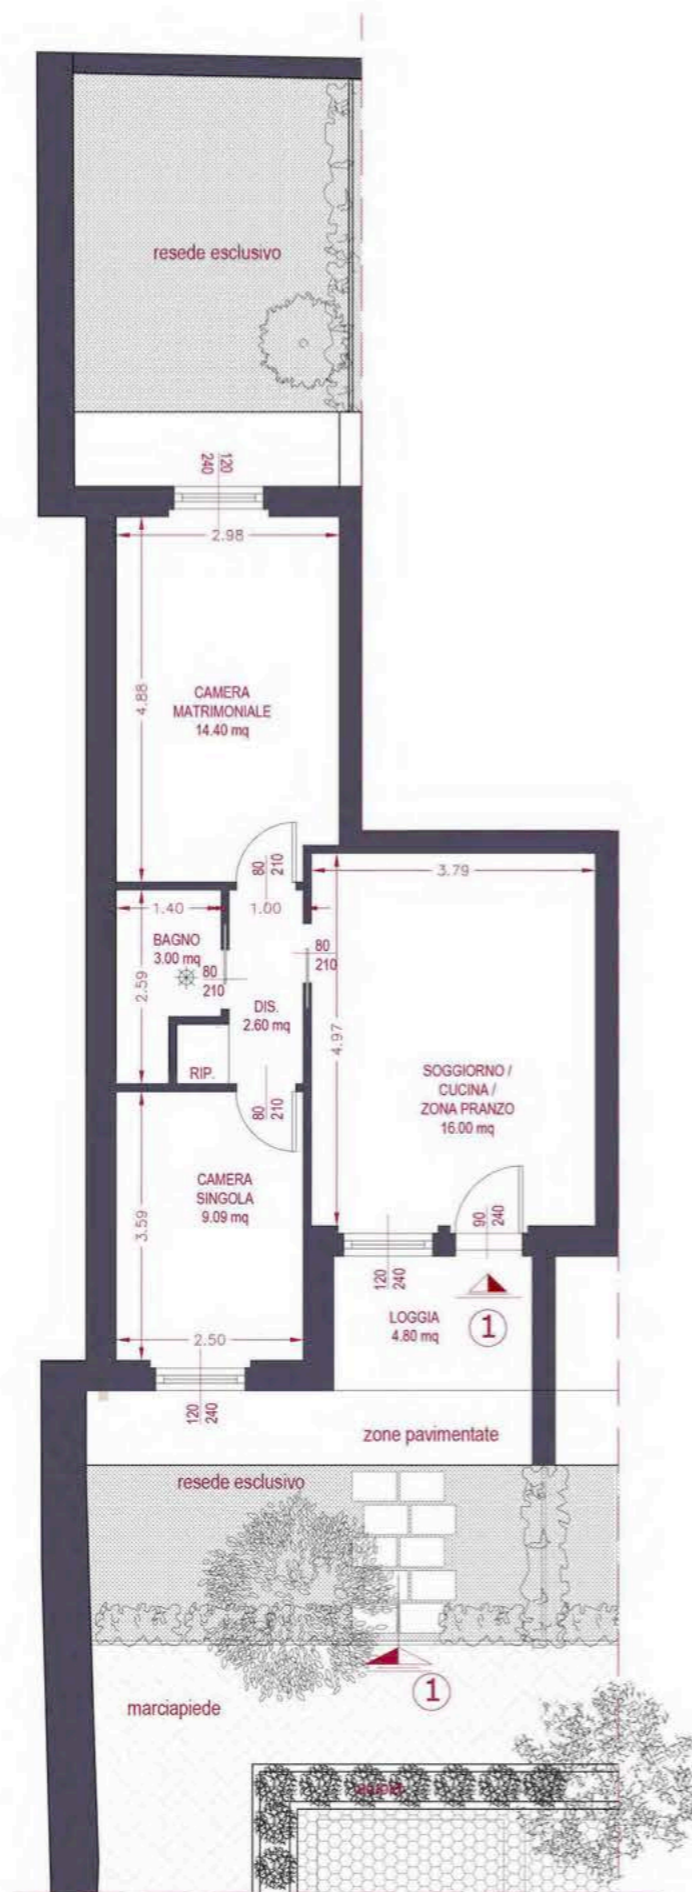 resede esclusivo
120
240
2.98
4.88
CAMERA
MATRIMONIALE
14.40 mq
80
210
3.79
1.40
1.00
BAGNO
3.00 mq
2.59
80
210
80
210
DIS.
2.60 mq
4.97
RIP.
SOGGIORNO /
CUCINA /
ZONA PRANZO
16.00 mq
80
210
CAMERA
SINGOLA
9.09 mq
3.59
90
240
120
240
LOGGIA
4.80 mq
1
2.50
120
240
zone pavimentate
resede esclusivo
1
marciapiede